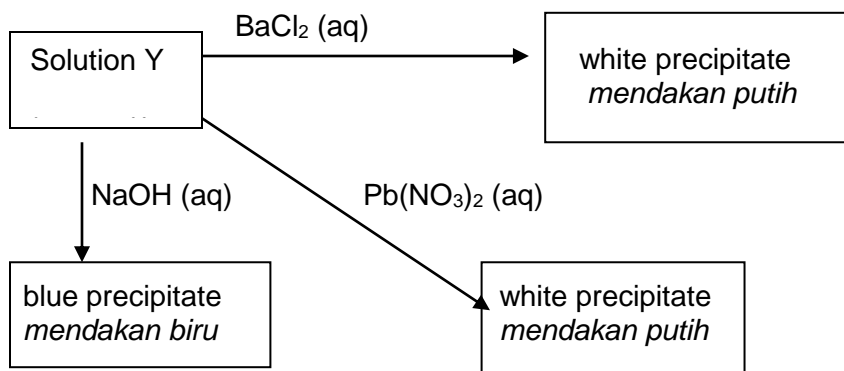 BaCl₂ (aq)
Solution Y
white precipitate
mendakan putih
NaOH (aq)
Pb(NO₃)₂ (aq)
blue precipitate
mendakan biru
white precipitate
mendakan putih